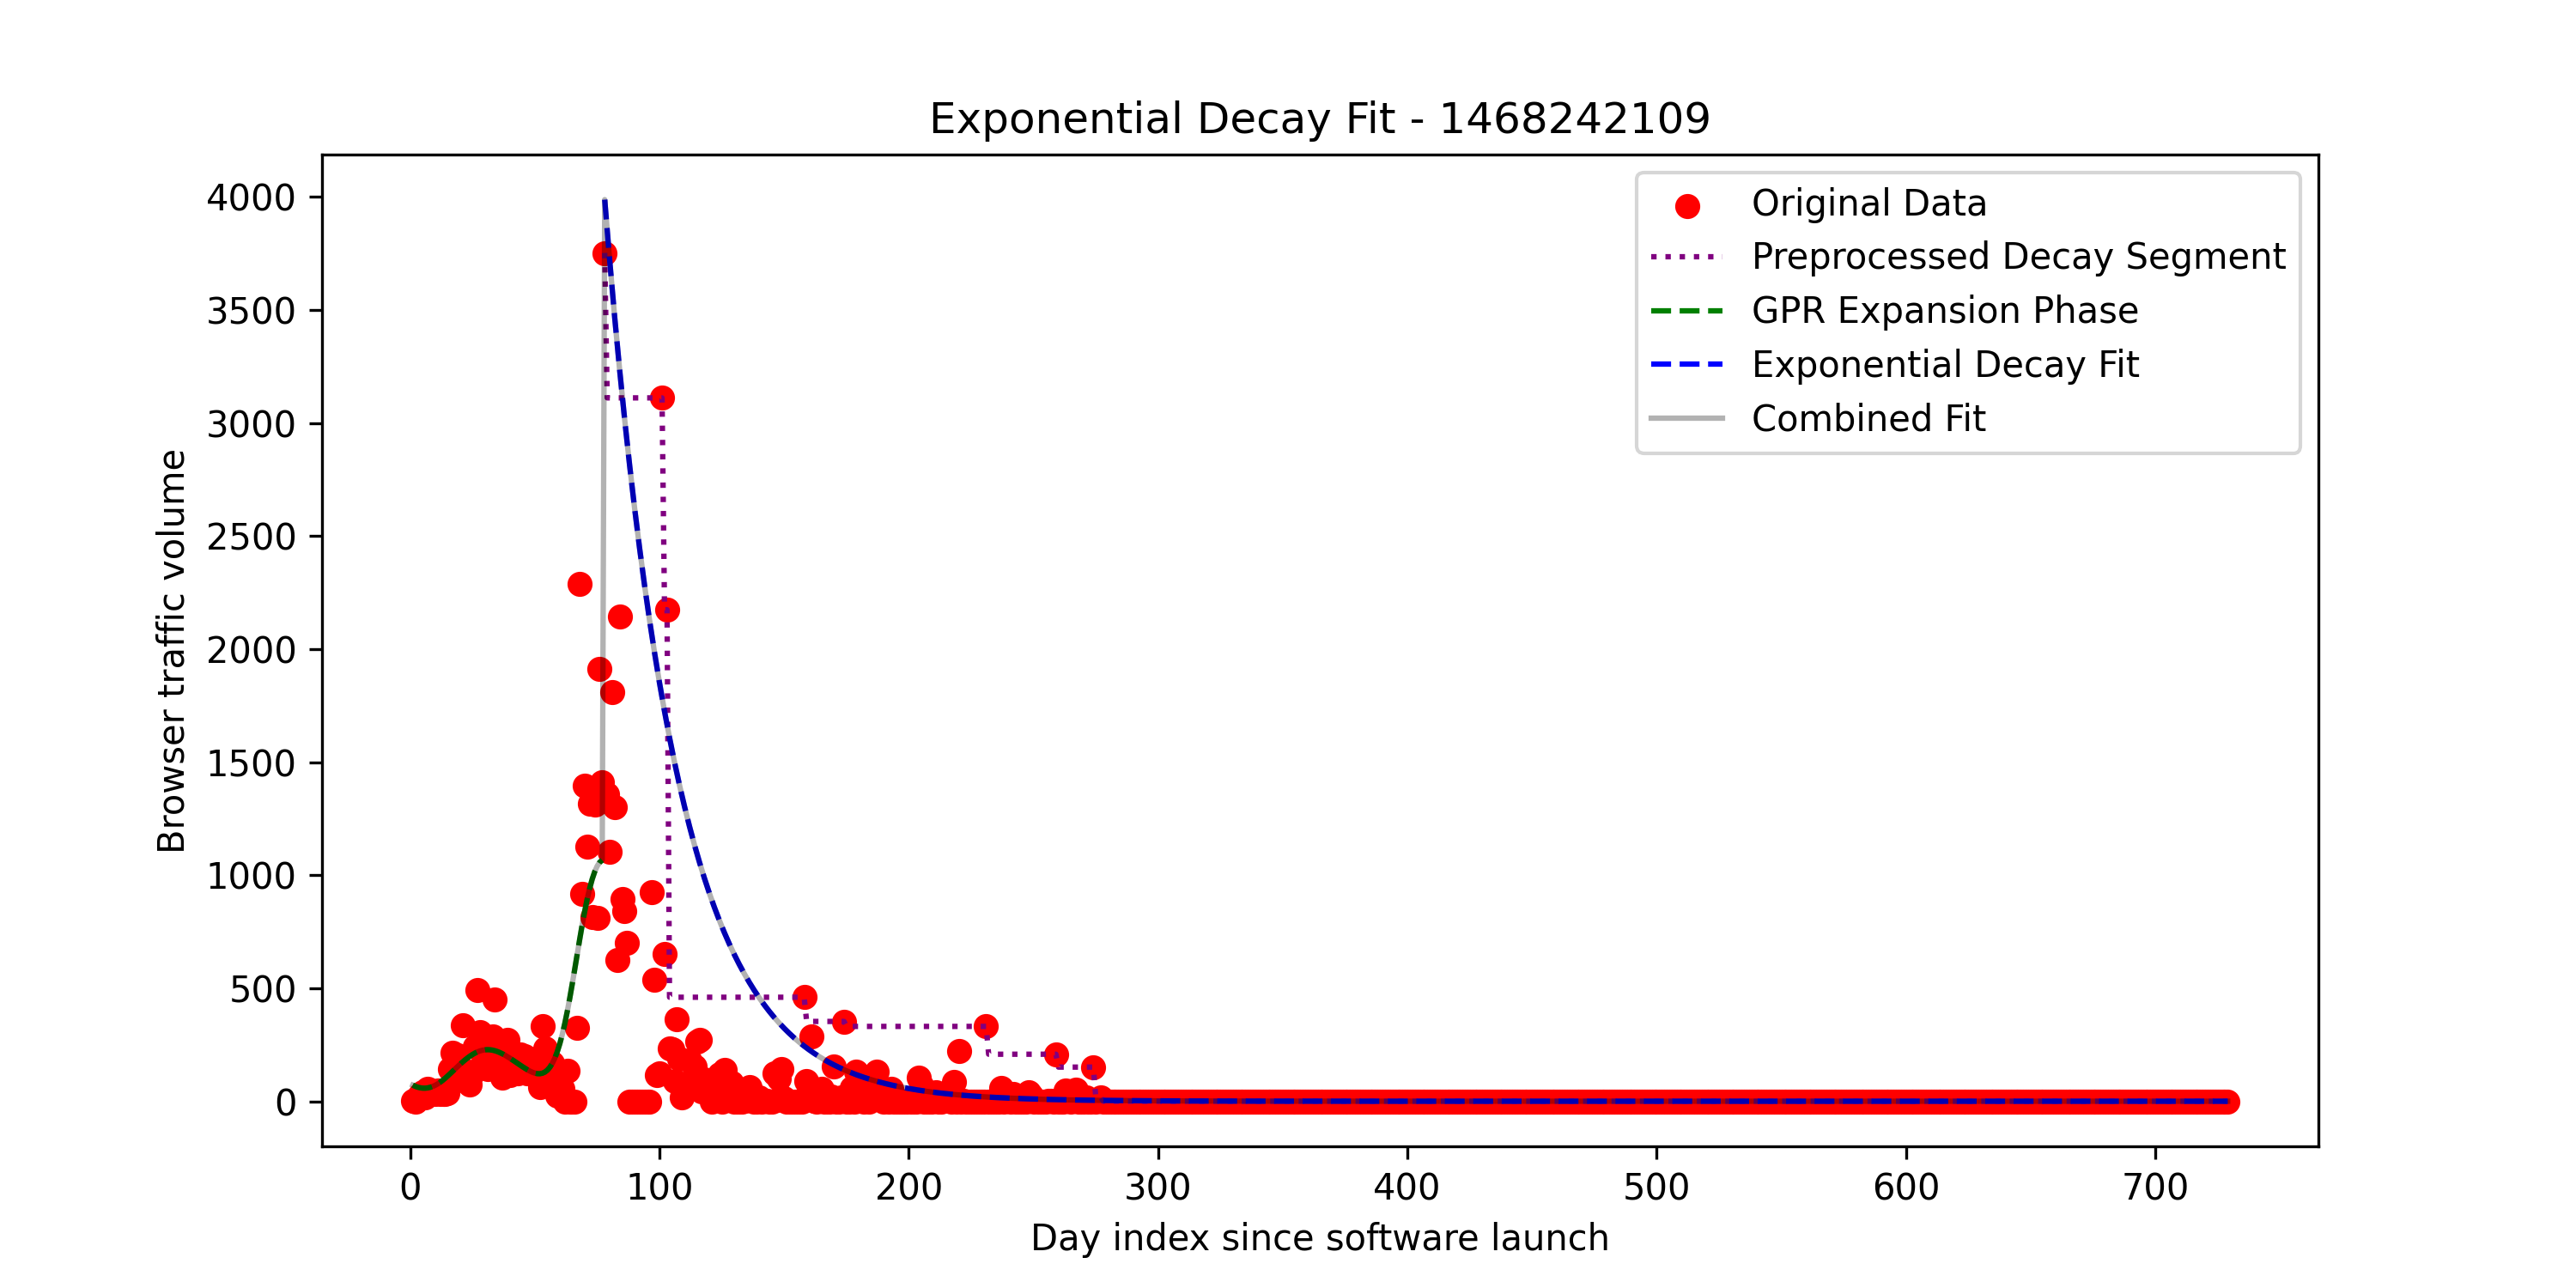 Exponential Decay Fit - 1468242109
Original Data
Preprocessed Decay Segment
GPR Expansion Phase
Exponential Decay Fit
Combined Fit
Browser traffic volume
4000
3500
3000
2500
2000
1500
1000
500
0
0 100 200 300 400 500 600 700
Day index since software launch